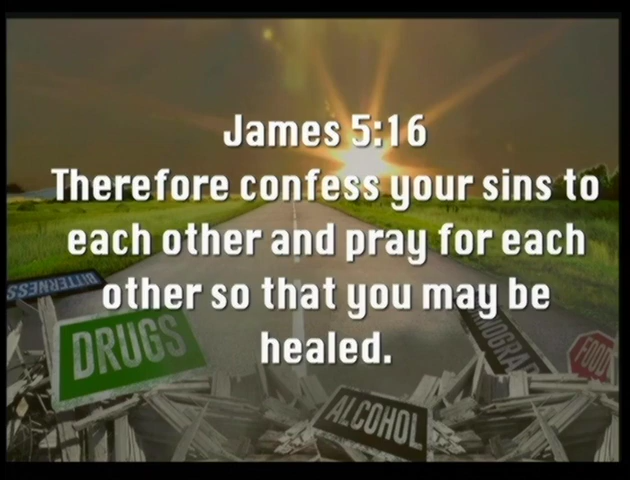 James 5:16
Therefore confess your sins to
each other and pray for each
other so that you may be
healed.
BITTERNESS
DRUGS
ALCOHOL
FOOD